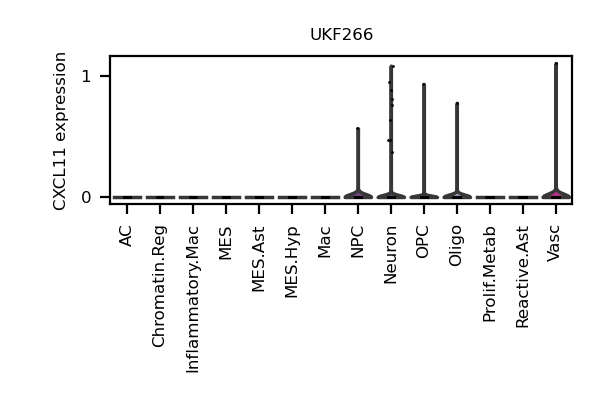 UKF266
CXCL11 expression
1
0
AC
Chromatin.Reg
Inflammatory.Mac
MES
MES.Ast
MES.Hyp
Mac
NPC
Neuron
OPC
Oligo
Prolif.Metab
Reactive.Ast
Vasc